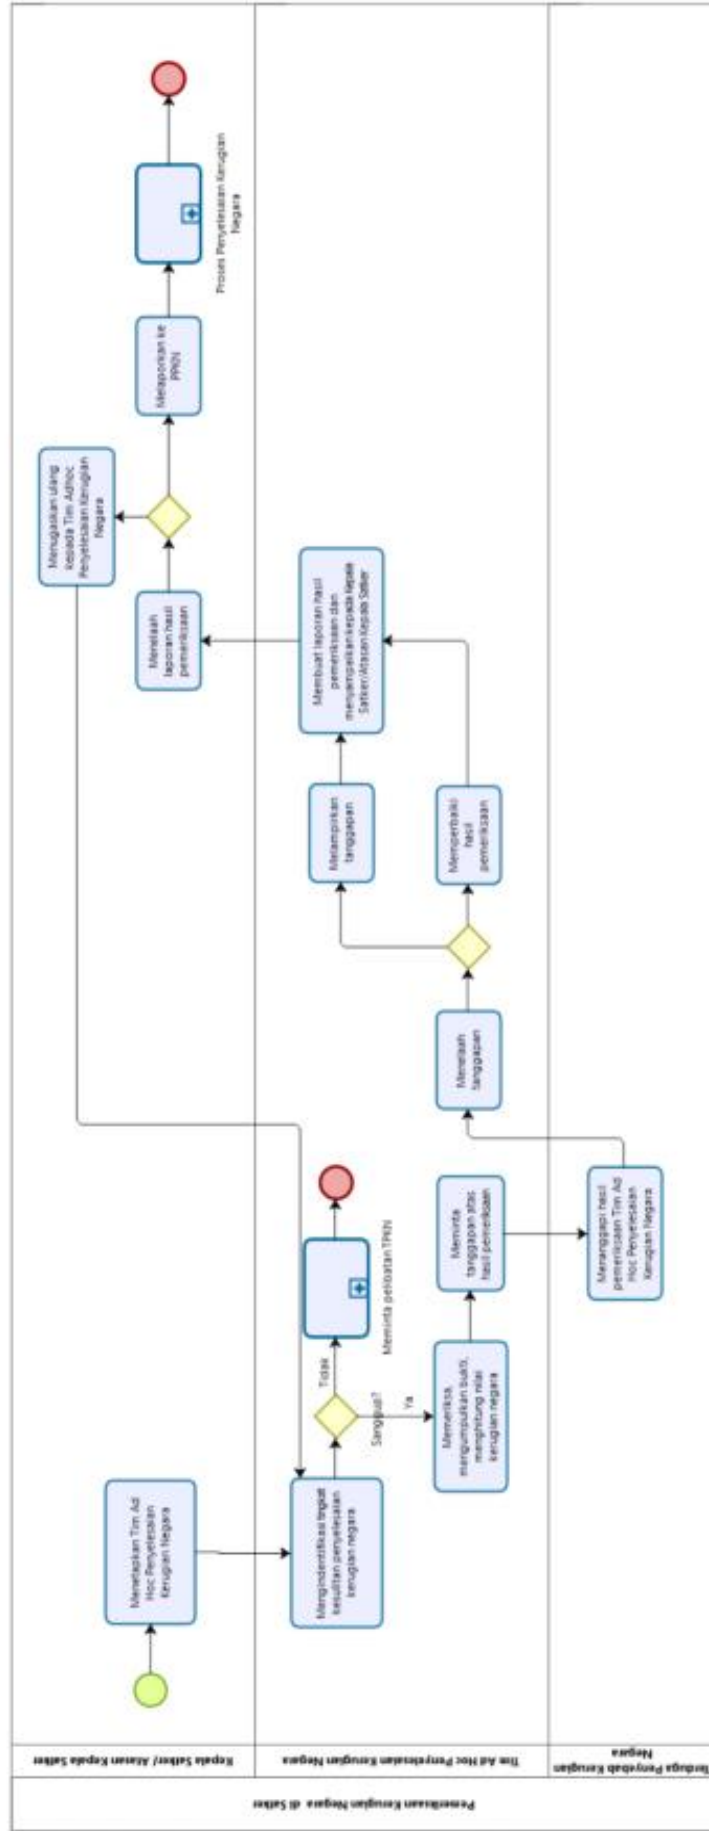 Pemeriksaan Kerugian Negara di Satker
Kepala Satker/ Atasan Kepala Satker
Menetapkan Tim Ad
Hoc Penyelesaian
Kerugian Negara
Menelaah
laporan hasil
pemeriksaan
Menugaskan ulang
kepada Tim Adhoc
Penyelesaian Kerugian
Negara
Melaporkan ke
PPKN
Proses Penyelesaian Kerugian
Negara
Tim Ad Hoc Penyelesaian Kerugian Negara
Mengindentifikasi tingkat
kesulitan penyelesaian
kerugian negara
Sanggup?
Tidak
Ya
Meminta pelibatan TPKN
Memeriksa,
mengumpulkan bukti,
menghitung nilai
kerugian negara
Meminta
tanggapan atas
hasil pemeriksaan
Menelaah
tanggapan
Melampirkan
tanggapan
Memperbaiki
hasil
pemeriksaan
Membuat laporan hasil
pemeriksaan dan
menyampaikan kepada Kepala
Satker/Atasan Kepala Satker
Terduga Penyebab Kerugian
Negara
Menanggapi hasil
pemeriksaan Tim Ad
Hoc Penyelesaian
Kerugian Negara